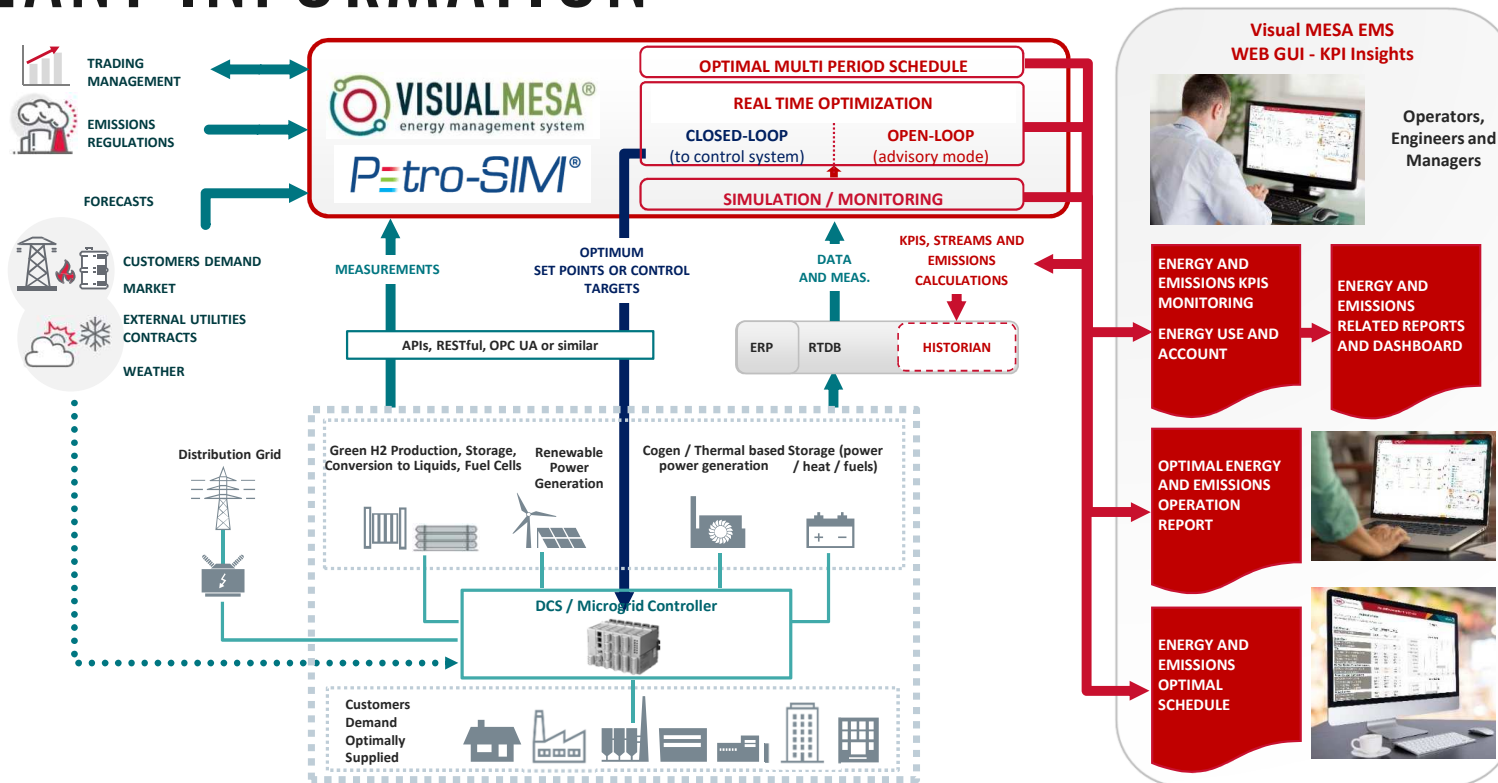 INFORMATION
Visual MESA EMS
WEB GUI - KPI Insights
TRADING
MANAGEMENT
EMISSIONS
REGULATIONS
FORECASTS
CUSTOMERS DEMAND
MARKET
EXTERNAL UTILITIES
CONTRACTS
WEATHER
VISUALMESA®
energy management system
Petro-SIM®
OPTIMAL MULTI PERIOD SCHEDULE
REAL TIME OPTIMIZATION
CLOSED-LOOP
(to control system)
OPEN-LOOP
(advisory mode)
SIMULATION / MONITORING
Operators,
Engineers and
Managers
MEASUREMENTS
OPTIMUM
SET POINTS OR CONTROL
TARGETS
DATA
AND MEAS.
KPIS, STREAMS AND
EMISSIONS
CALCULATIONS
APIs, RESTful, OPC UA or similar
ERP
RTDB
HISTORIAN
ENERGY AND
EMISSIONS KPIS
MONITORING
ENERGY USE AND
ACCOUNT
ENERGY AND
EMISSIONS
RELATED REPORTS
AND DASHBOARD
Distribution Grid
Green H2 Production, Storage,
Conversion to Liquids, Fuel Cells
Renewable
Power
Generation
Cogen / Thermal based
power generation
Storage (power
/ heat / fuels)
OPTIMAL ENERGY
AND EMISSIONS
OPERATION
REPORT
DCS / Microgrid Controller
ENERGY AND
EMISSIONS
OPTIMAL
SCHEDULE
Customers
Demand
Optimally
Supplied